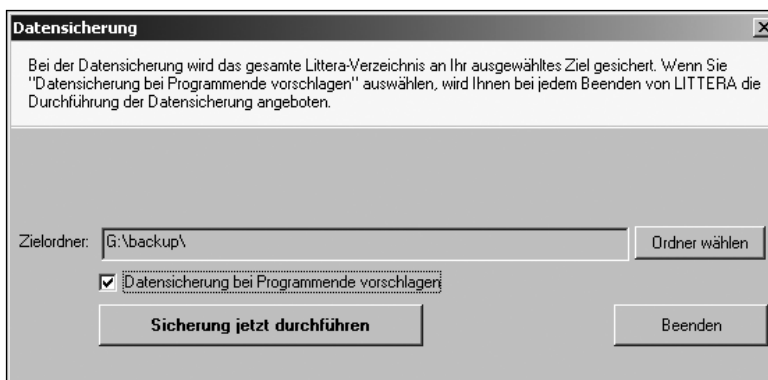 Datensicherung
Bei der Datensicherung wird das gesamte Littera-Verzeichnis an Ihr ausgewähltes Ziel gesichert. Wenn Sie
"Datensicherung bei Programmende vorschlagen" auswählen, wird Ihnen bei jedem Beenden von LITTERA die
Durchführung der Datensicherung angeboten.
Zielordner: G:\backup\ Ordner wählen
Datensicherung bei Programmende vorschlagen
Sicherung jetzt durchführen Beenden